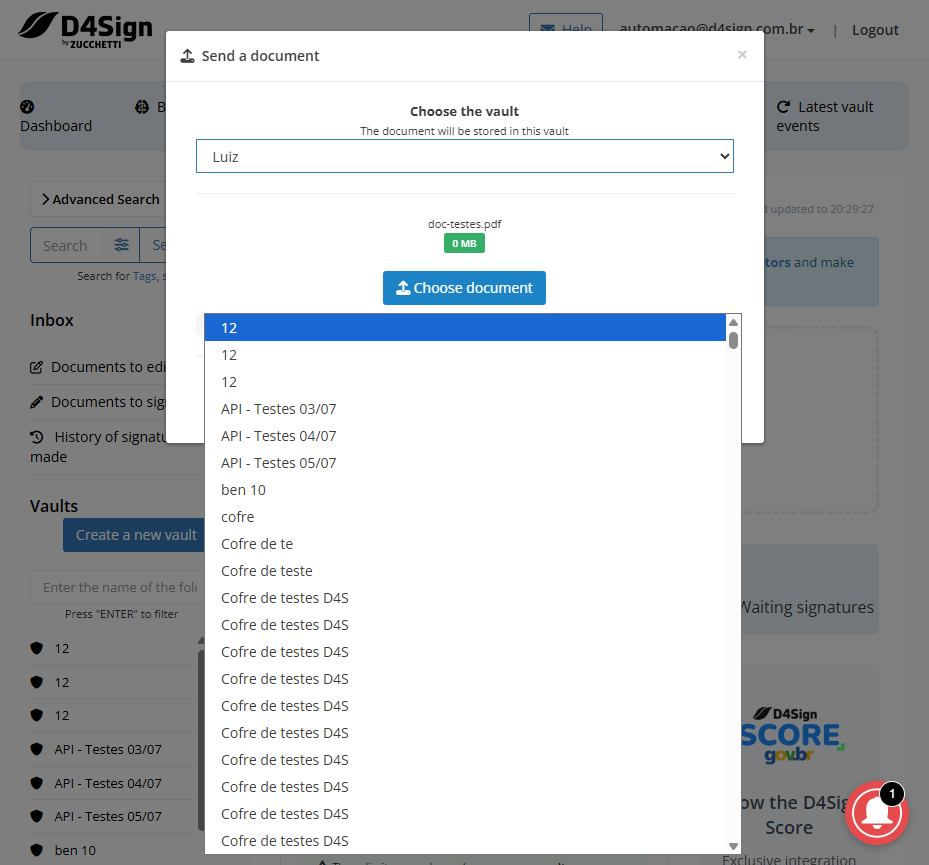 D4Sign
by ZUCCHETTI
Help
automacao@d4sign.com.br
|
Logout
Send a document
×
Dashboard
B
Latest vault
events
Choose the vault
The document will be stored in this vault
Luiz
Advanced Search
updated to 20:29:27
doc-testes.pdf
0 MB
Search
Se
Search for Tags, s
tors and make
Choose document
Inbox
Documents to edi
Documents to sig
History of signatu
made
Vaults
Create a new vault
Enter the name of the fol
Press "ENTER" to filter
12
12
12
API - Testes 03/07
API - Testes 04/07
API - Testes 05/07
ben 10
12
12
12
API - Testes 03/07
API - Testes 04/07
API - Testes 05/07
ben 10
cofre
Cofre de te
Cofre de teste
Cofre de testes D4S
Cofre de testes D4S
Cofre de testes D4S
Cofre de testes D4S
Cofre de testes D4S
Cofre de testes D4S
Cofre de testes D4S
Cofre de testes D4S
Cofre de testes D4S
Cofre de testes D4S
Waiting signatures
D4Sign
SCORE
gov.br
ow the D4Sig
Score
1
Exclusive integration